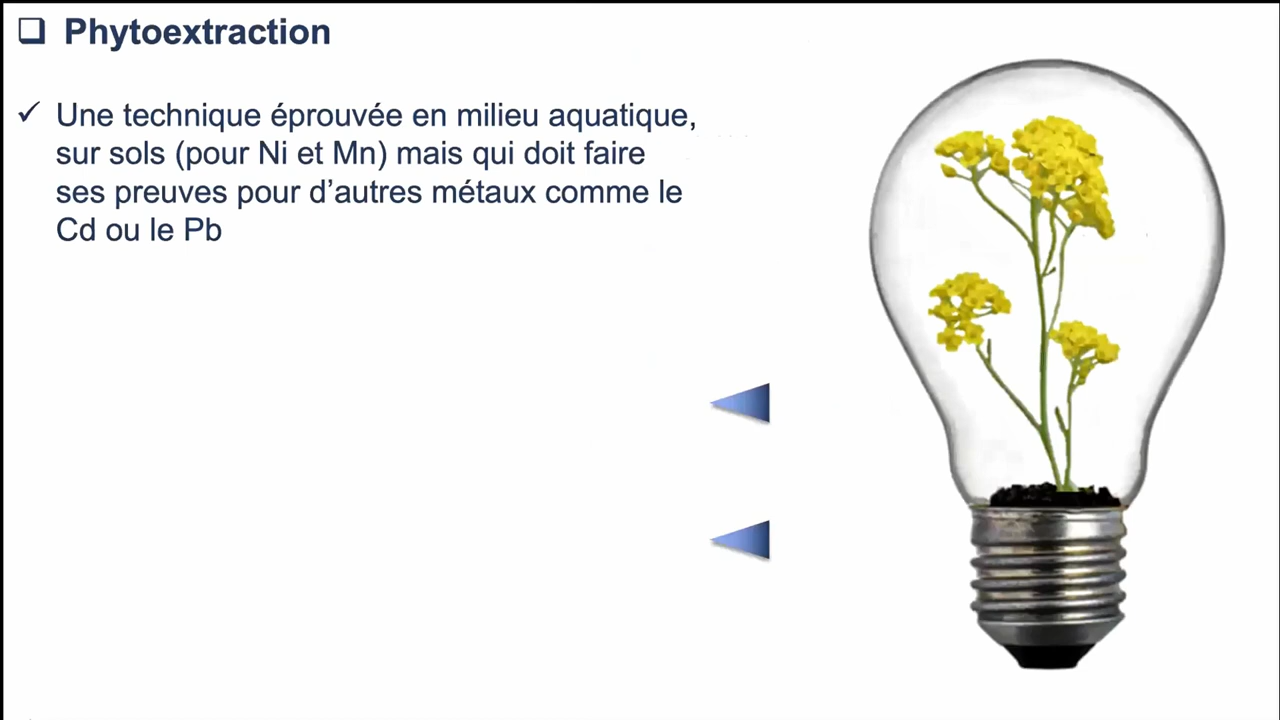 Phytoextraction
Une technique éprouvée en milieu aquatique,
sur sols (pour Ni et Mn) mais qui doit faire
ses preuves pour d’autres métaux comme le
Cd ou le Pb